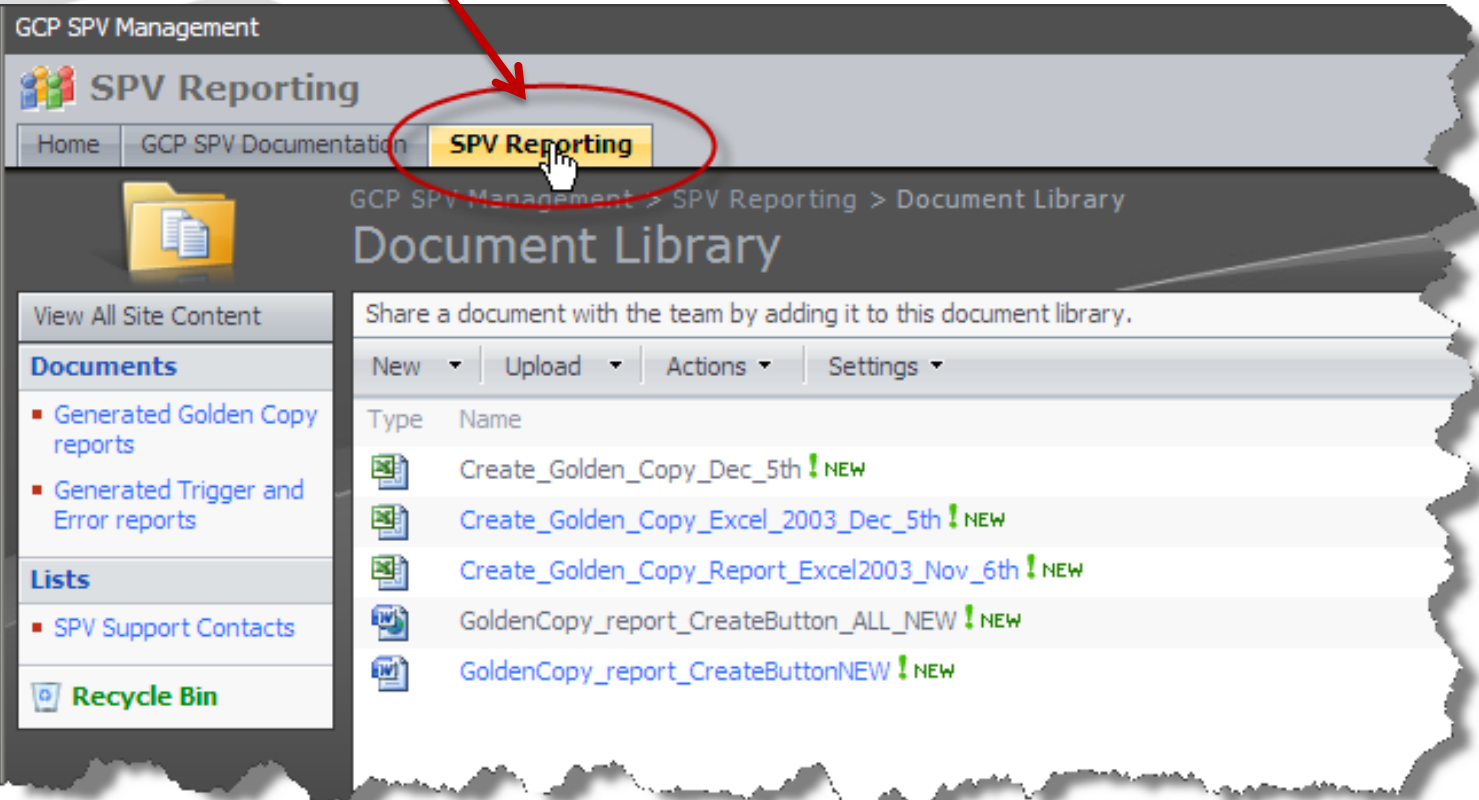 GCP SPV Management
SPV Reporting
Home GCP SPV Documentation SPV Reporting
GCP SPV Management > SPV Reporting > Document Library
Document Library
View All Site Content
Documents
Generated Golden Copy
reports
Generated Trigger and
Error reports
Lists
SPV Support Contacts
Recycle Bin
Share a document with the team by adding it to this document library.
New Upload Actions Settings
Type Name
Create_Golden_Copy_Dec_5th ! NEW
Create_Golden_Copy_Excel_2003_Dec_5th ! NEW
Create_Golden_Copy_Report_Excel2003_Nov_6th ! NEW
GoldenCopy_report_CreateButton_ALL_NEW ! NEW
GoldenCopy_report_CreateButtonNEW ! NEW